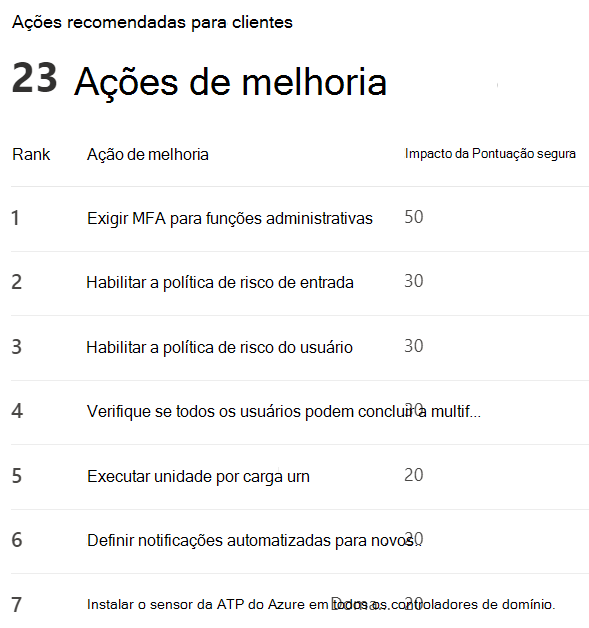 Ações recomendadas para clientes
23 Ações de melhoria
Rank Ação de melhoria Impacto da Pontuação segura
1 Exigir MFA para funções administrativas 50
2 Habilitar a política de risco de entrada 30
3 Habilitar a política de risco do usuário 30
4 Verifique se todos os usuários podem concluir a multif... 30
5 Executar unidade por carga urn 20
6 Definir notificações automatizadas para novos.. 20
7 Instalar o sensor da ATP do Azure em todos os controladores de domínio. Doma... 20